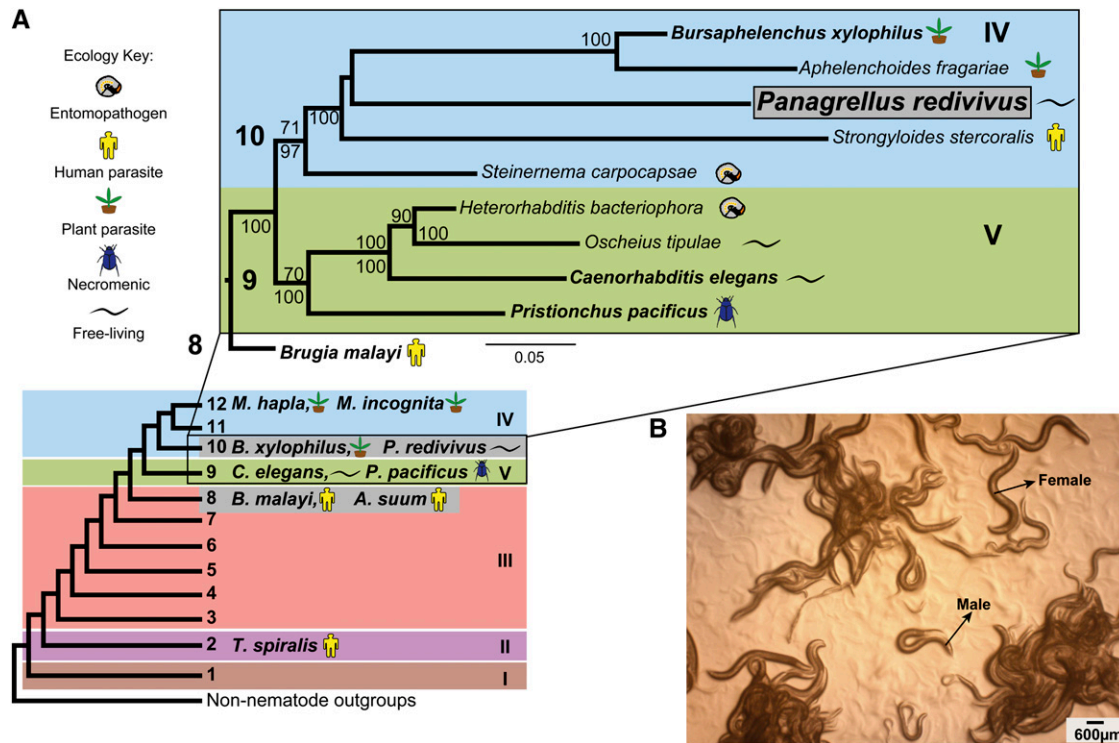 A
Ecology Key:
Entomopathogen
Human parasite
Plant parasite
Necromenic
Free-living
IV
100
Bursaphelenchus xylophilus
Aphelenchoides fragariae
Panagrellus redivivus
100
Strongyloides stercoralis
10
71
97
Steinernema carpocapsae
V
100
90
Heterorhabditis bacteriophora
100
Oscheius tipulae
100
100
Caenorhabditis elegans
9
70
100
Pristionchus pacificus
8
Brugia malayi
0.05
12 M. hapla, M. incognita
IV
11
10 B. xylophilus, P. redivivus
9 C. elegans, P. pacificus V
8 B. malayi, A. suum
7
6
III
5
4
3
2 T. spiralis II
1 I
Non-nematode outgroups
B
Female
Male
600μm